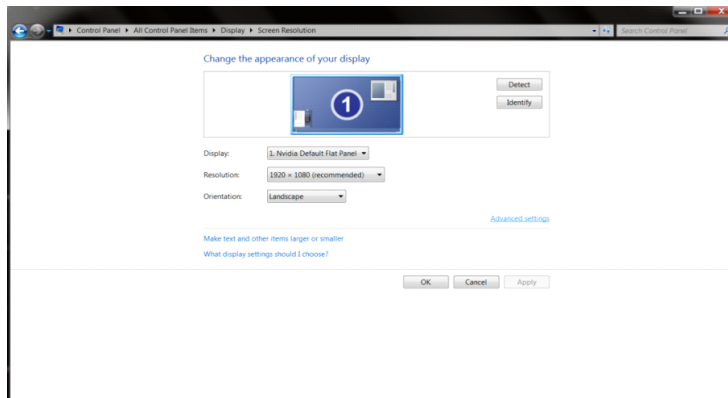 Control Panel ▸ All Control Panel Items ▸ Display ▸ Screen Resolution
Search Control Panel
Change the appearance of your display
1
Detect
Identify
Display: 1. Nvidia Default Flat Panel
Resolution: 1920 × 1080 (recommended)
Orientation: Landscape
Advanced settings
Make text and other items larger or smaller
What display settings should I choose?
OK Cancel Apply